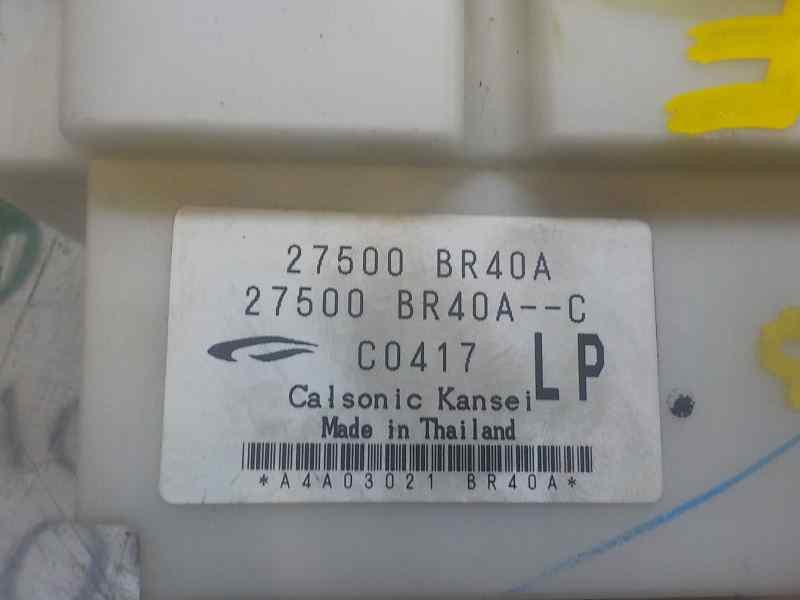 27500 BR40A
27500 BR40A--C
C0417 LP
Calsonic Kansei
Made in Thailand
*A4A03021 BR40A*